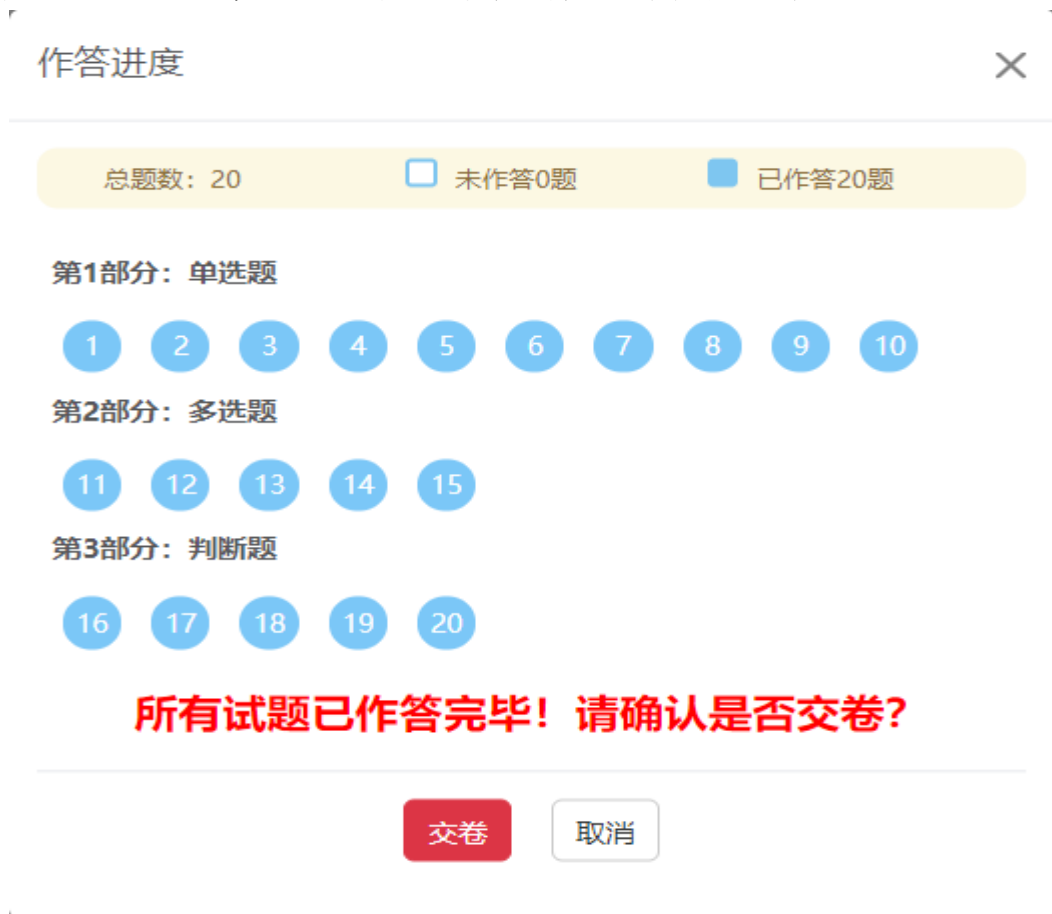 作答进度
总题数：20 未作答0题 已作答20题
第1部分：单选题
1 2 3 4 5 6 7 8 9 10
第2部分：多选题
11 12 13 14 15
第3部分：判断题
16 17 18 19 20
所有试题已作答完毕！请确认是否交卷？
交卷 取消